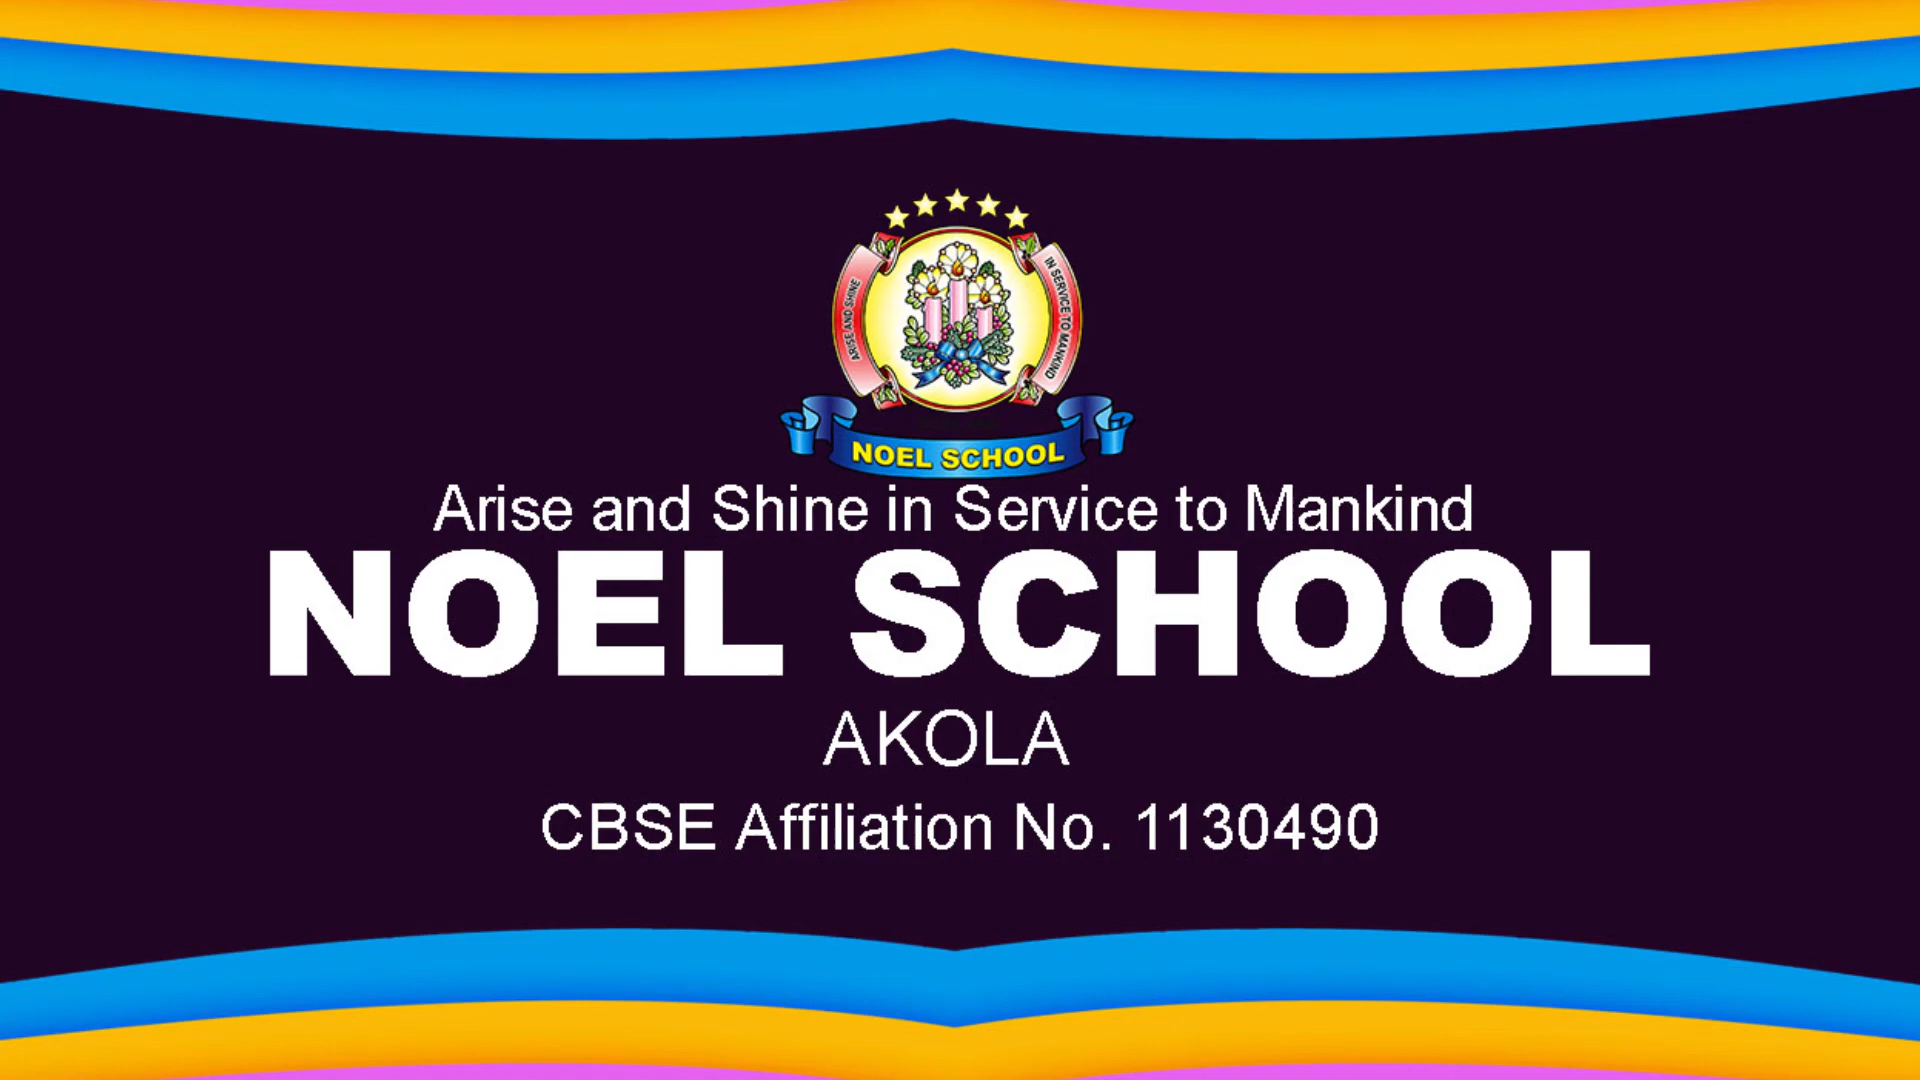 ARISE AND SHINE
IN SERVICE TO MANKIND
NOEL SCHOOL
Arise and Shine in Service to Mankind
NOEL SCHOOL
AKOLA
CBSE Affiliation No. 1130490